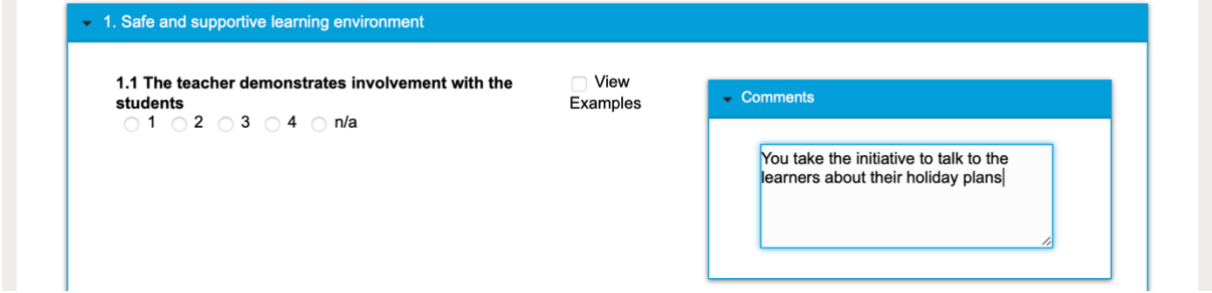 1. Safe and supportive learning environment
1.1 The teacher demonstrates involvement with the
students
1 2 3 4 n/a
View
Examples
Comments
You take the initiative to talk to the
learners about their holiday plans